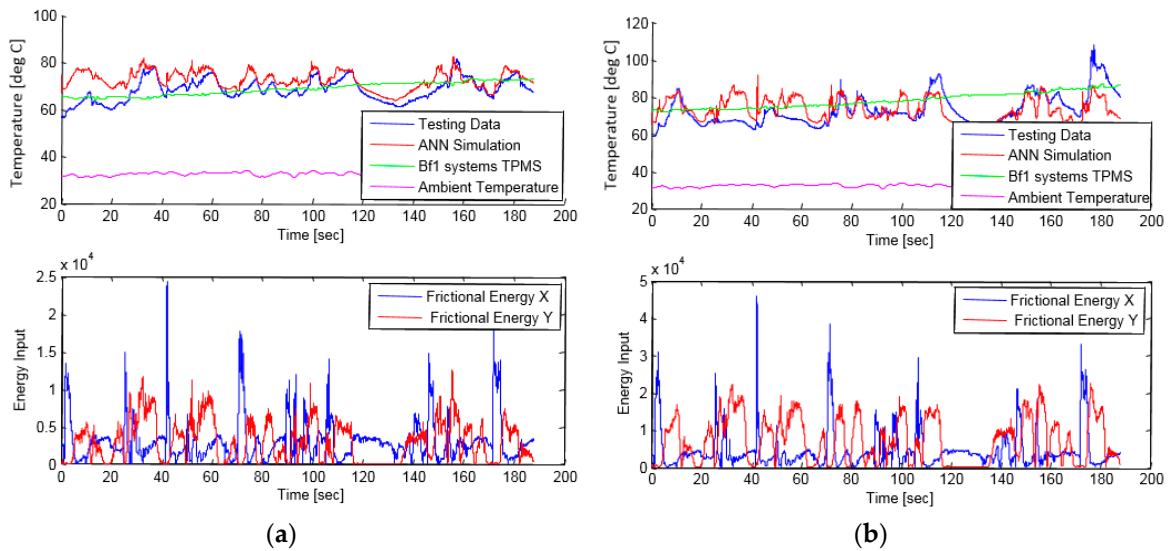 100
80
60
40
20
Temperature [deg C]
Testing Data
ANN Simulation
Bf1 systems TPMS
Ambient Temperature
0 20 40 60 80 100 120 140 160 180 200
Time [sec]
x 10^4
2.5
2
1.5
1
0.5
0
Energy Input
Frictional Energy X
Frictional Energy Y
0 20 40 60 80 100 120 140 160 180 200
Time [sec]
(a)
120
100
80
60
40
20
Temperature [deg C]
Testing Data
ANN Simulation
Bf1 systems TPMS
Ambient Temperature
0 20 40 60 80 100 120 140 160 180 200
Time [sec]
x 10^4
5
4
3
2
1
0
Energy Input
Frictional Energy X
Frictional Energy Y
0 20 40 60 80 100 120 140 160 180 200
Time [sec]
(b)